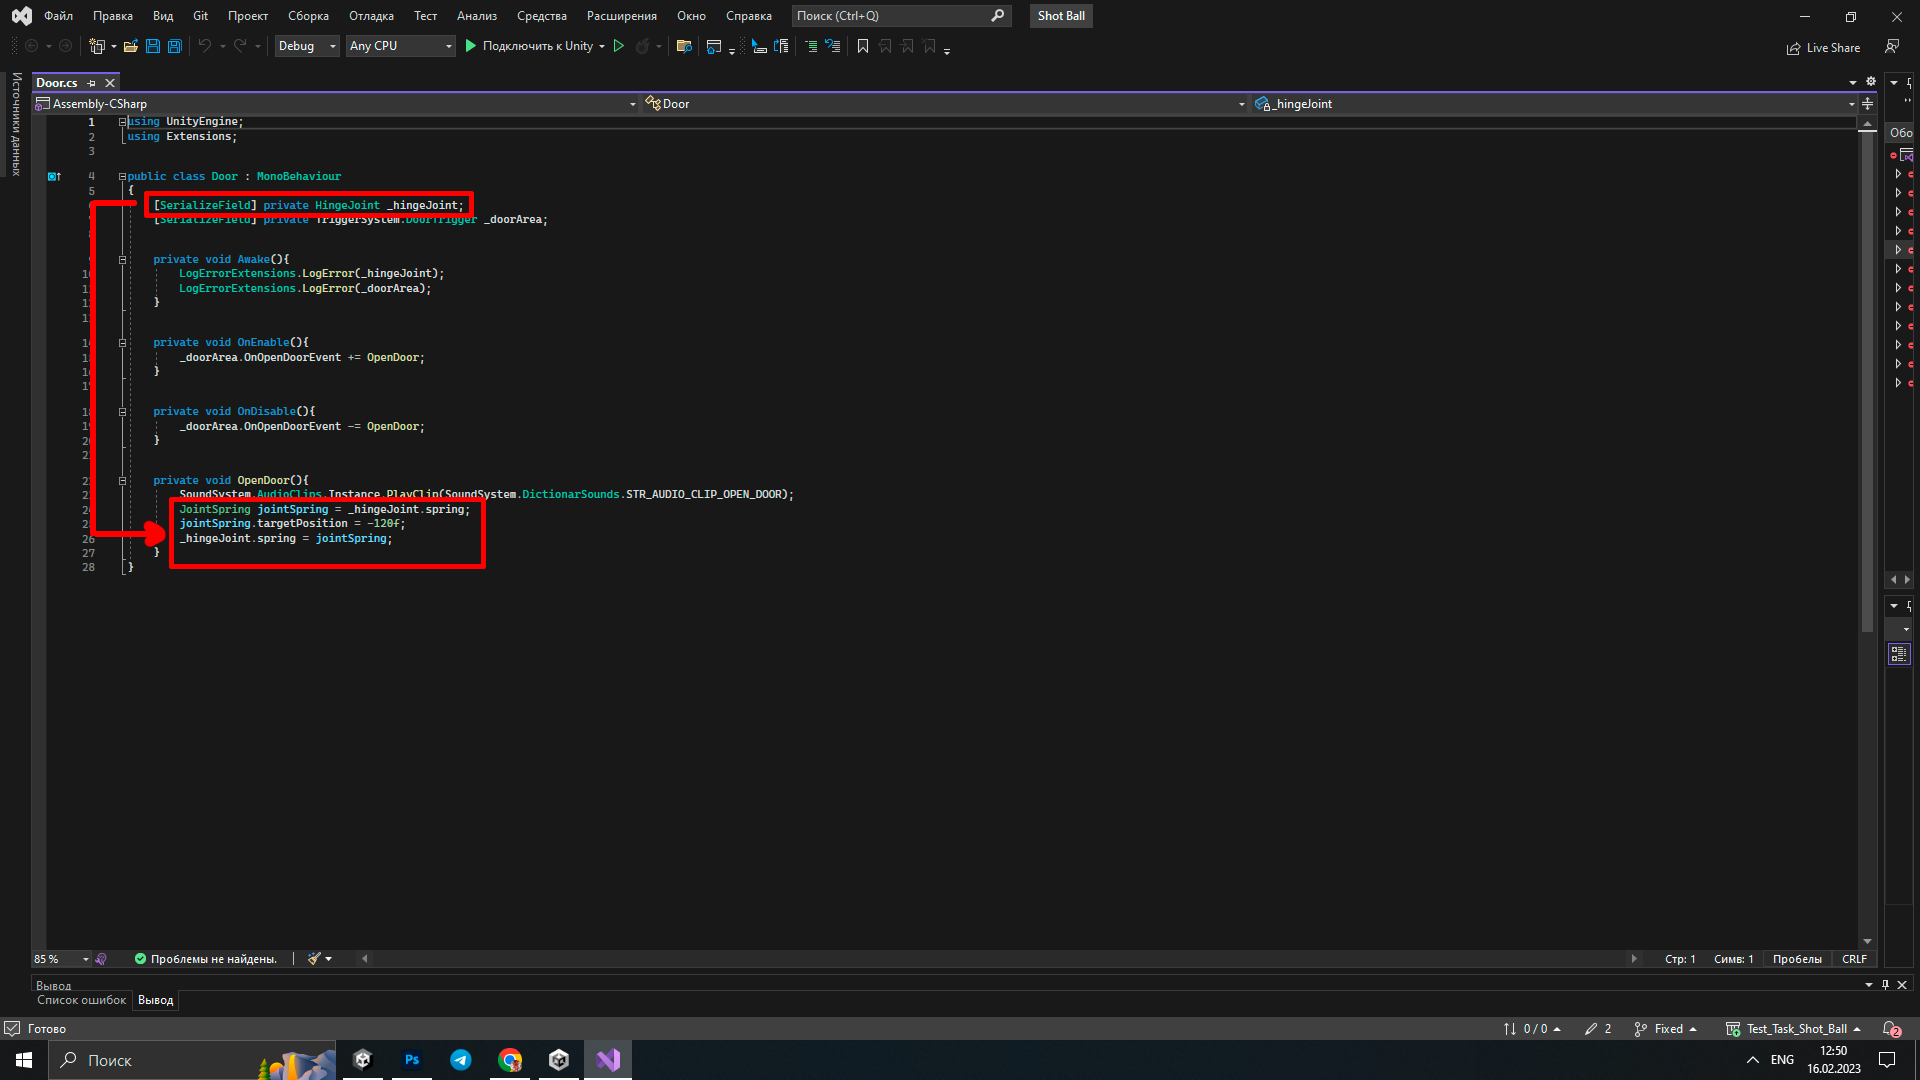 Файл Правка Вид Git Проект Сборка Отладка Тест Анализ Средства Расширения Окно Справка Поиск (Ctrl+Q) Shot Ball
Debug Any CPU Подключить к Unity Live Share
Источники данных
Door.cs
Assembly-CSharp Door _hingeJoint
Обо
1 using UnityEngine;
2 using Extensions;
3
4 public class Door : MonoBehaviour
5 {
[SerializeField] private HingeJoint _hingeJoint;
[SerializeField] private TriggerSystem.DoorTrigger _doorArea;
private void Awake(){
LogErrorExtensions.LogError(_hingeJoint);
LogErrorExtensions.LogError(_doorArea);
}
private void OnEnable(){
_doorArea.OnOpenDoorEvent += OpenDoor;
}
private void OnDisable(){
_doorArea.OnOpenDoorEvent -= OpenDoor;
}
private void OpenDoor(){
SoundSystem.AudioClips.Instance.PlayClip(SoundSystem.DictionarSounds.STR_AUDIO_CLIP_OPEN_DOOR);
JointSpring jointSpring = _hingeJoint.spring;
jointSpring.targetPosition = -120f;
26 _hingeJoint.spring = jointSpring;
27 }
28 }
85 % Проблемы не найдены. Стр: 1 Симв: 1 Пробелы CRLF
Вывод
Список ошибок Вывод
Готово 0 / 0 2 Fixed Test_Task_Shot_Ball 2
Поиск Ps ENG 12:50
16.02.2023